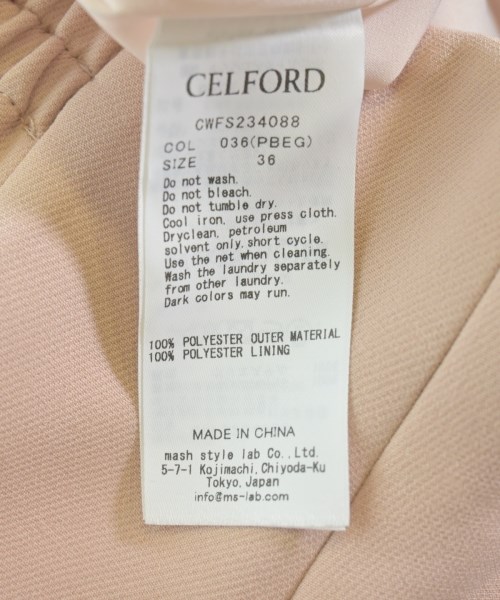 CELFORD
CWFS234088
COL 036(PBEG)
SIZE 36
Do not wash.
Do not bleach.
Do not tumble dry.
Cool iron, use press cloth.
Dryclean, petroleum
solvent only, short cycle.
Use the net when cleaning.
Wash the laundry separately
from other laundry.
Dark colors may run.
100% POLYESTER OUTER MATERIAL
100% POLYESTER LINING
MADE IN CHINA
mash style lab Co.,Ltd.
5-7-1 Kojimachi,Chiyoda-Ku
Tokyo,Japan
info@ms-lab.com